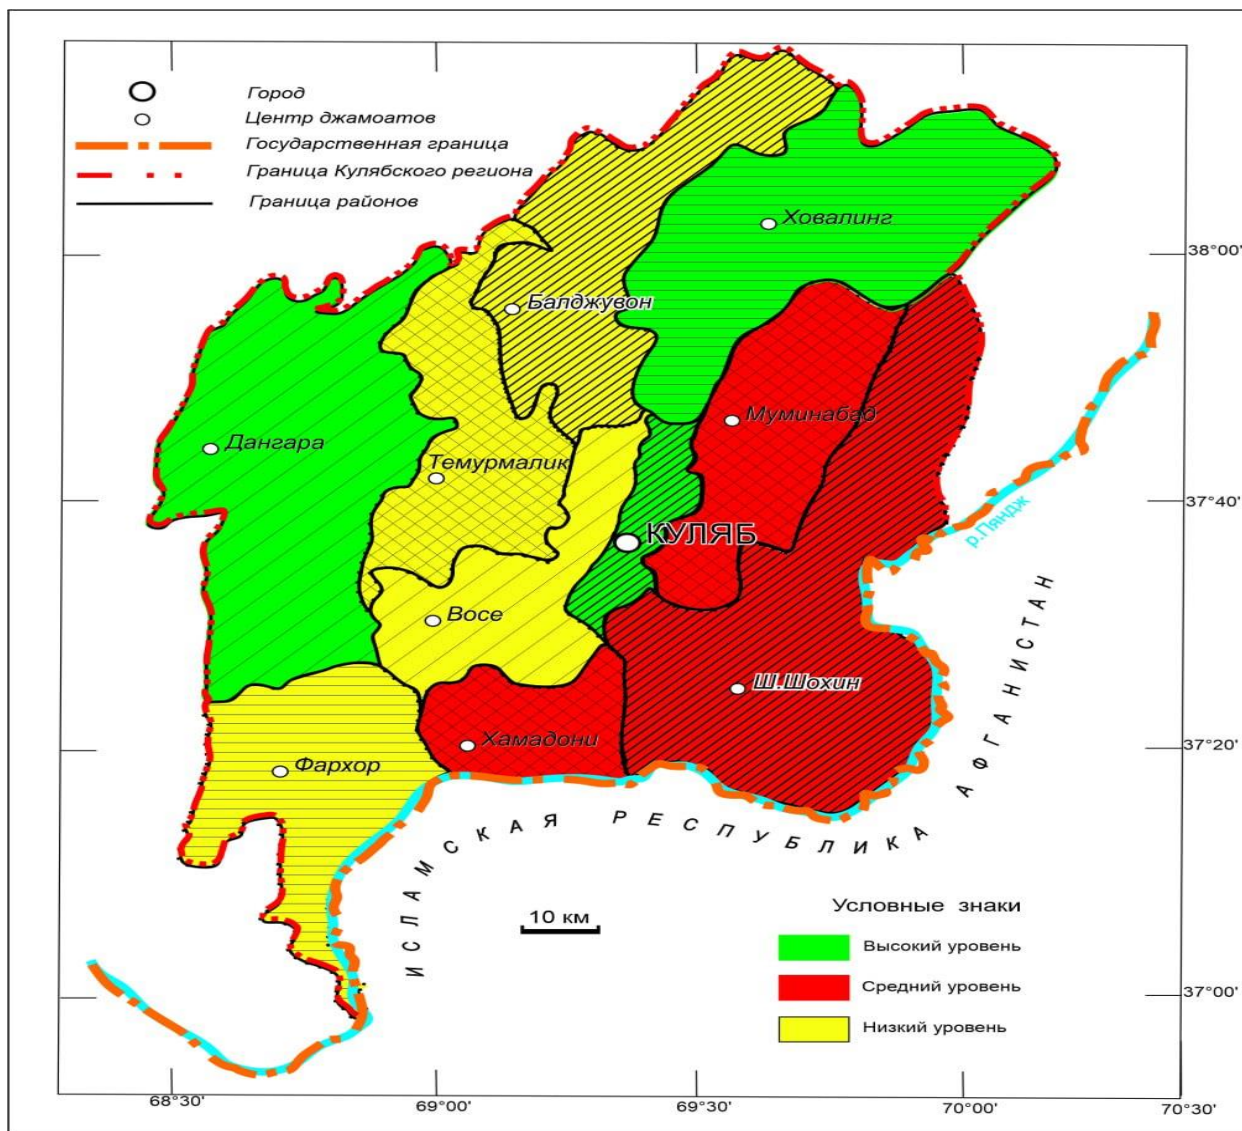 Город
Центр джамоатов
Государственная граница
Граница Кулябского региона
Граница районов
Ховалинг
38°00'
Балджувон
Муминабад
Дангара
Темурмалик
37°40'
КУЛЯБ
р.Пяндж
Восе
Ш.Шохин
Хамадони
37°20'
Фархор
ИСЛАМСКАЯ РЕСПУБЛИКА АФГАНИСТАН
10 км
Условные знаки
Высокий уровень
Средний уровень
37°00'
Низкий уровень
68°30'
69°00'
69°30'
70°00'
70°30'